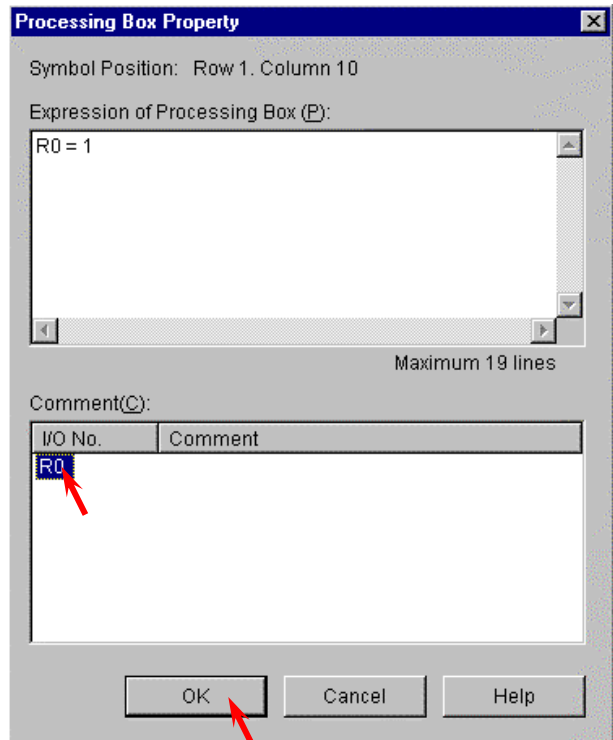 Processing Box Property
Symbol Position: Row 1. Column 10
Expression of Processing Box (P):
R0 = 1
Maximum 19 lines
Comment(C):
I/O No. Comment
R0
OK Cancel Help